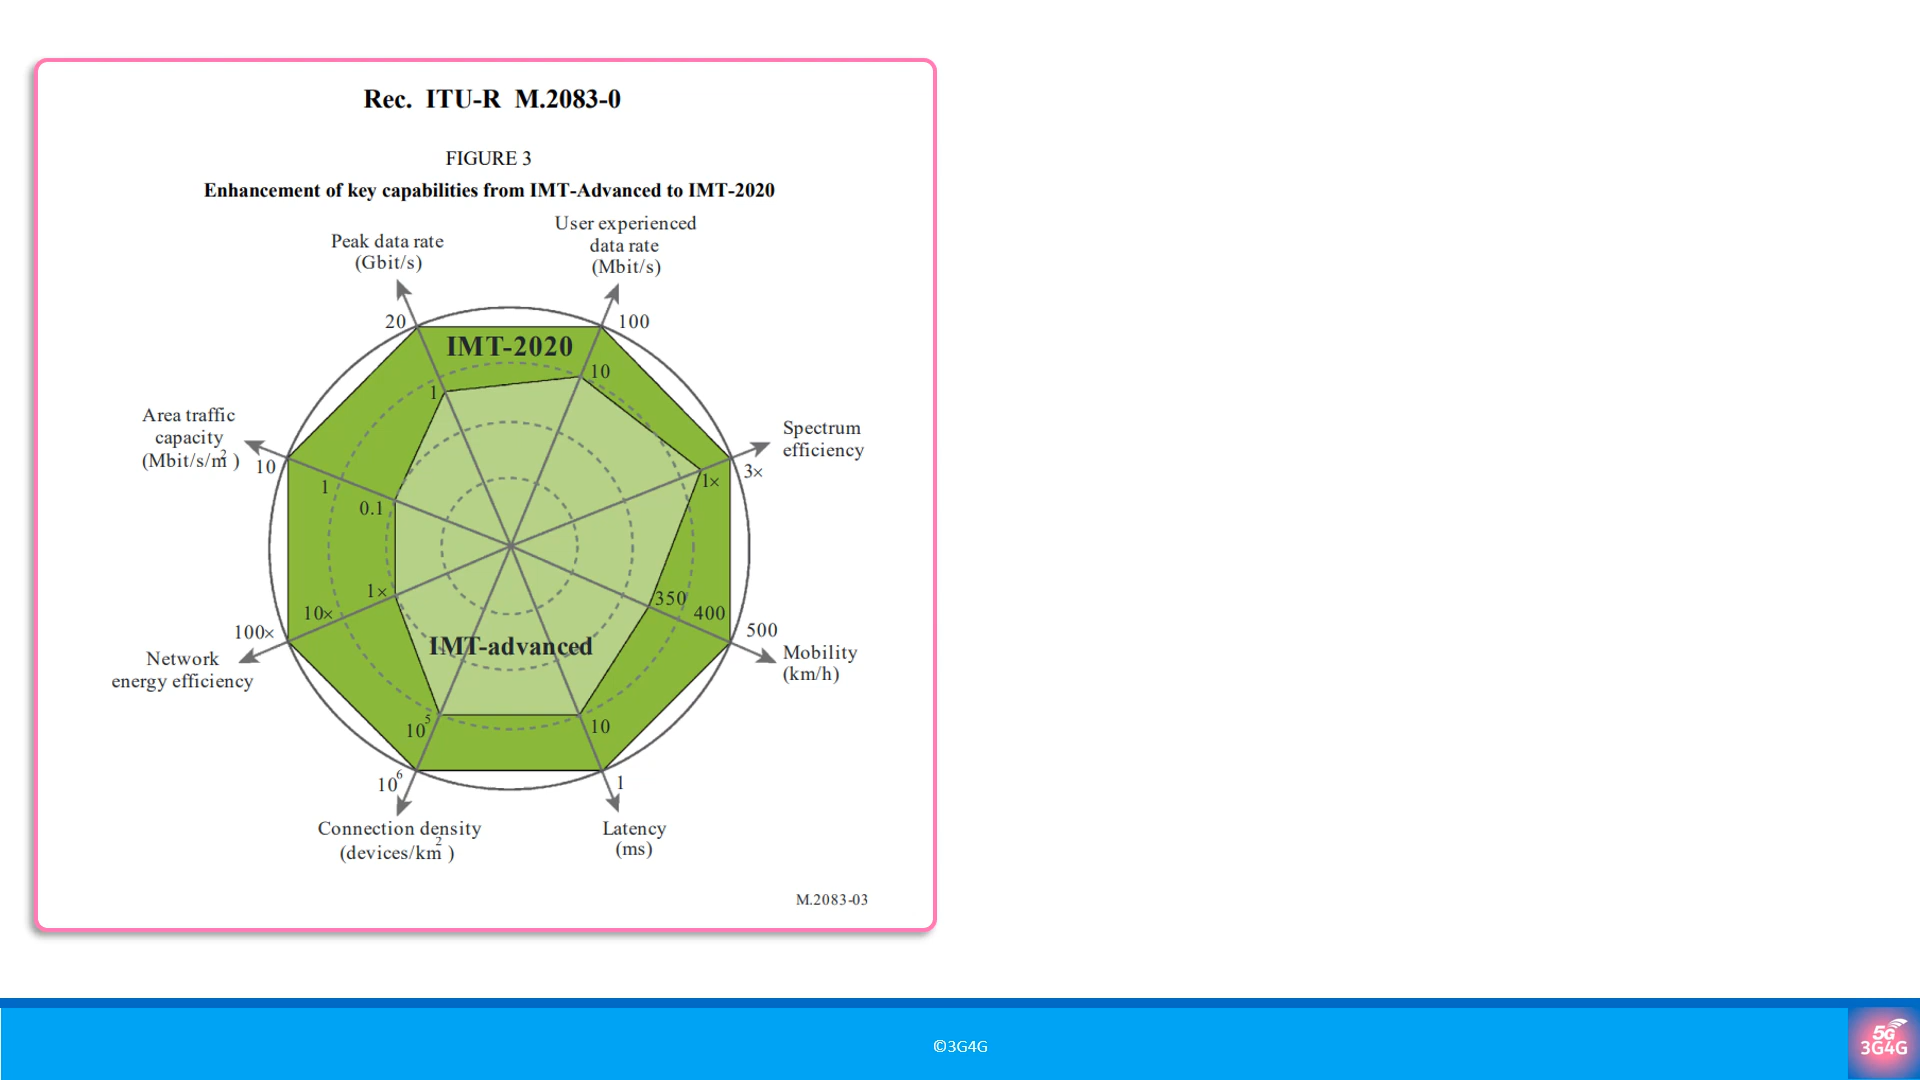 Rec. ITU-R M.2083-0
FIGURE 3
Enhancement of key capabilities from IMT-Advanced to IMT-2020
Peak data rate
(Gbit/s)
User experienced
data rate
(Mbit/s)
20
100
IMT-2020
1
10
Area traffic
capacity
(Mbit/s/m²)
10
1
0.1
Spectrum
efficiency
3×
1×
1×
10×
100×
Network
energy efficiency
350
400
500
Mobility
(km/h)
IMT-advanced
10⁵
10
10⁶
1
Connection density
(devices/km²)
Latency
(ms)
M.2083-03
©3G4G
5G
3G4G